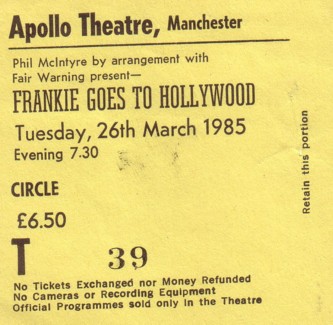 Apollo Theatre, Manchester
Phil McIntyre by arrangement with
Fair Warning present—
FRANKIE GOES TO HOLLYWOOD
Tuesday, 26th March 1985
Evening 7.30
CIRCLE
£6.50
T 39
No Tickets Exchanged nor Money Refunded
No Cameras or Recording Equipment
Official Programmes sold only in the Theatre
Retain this portion